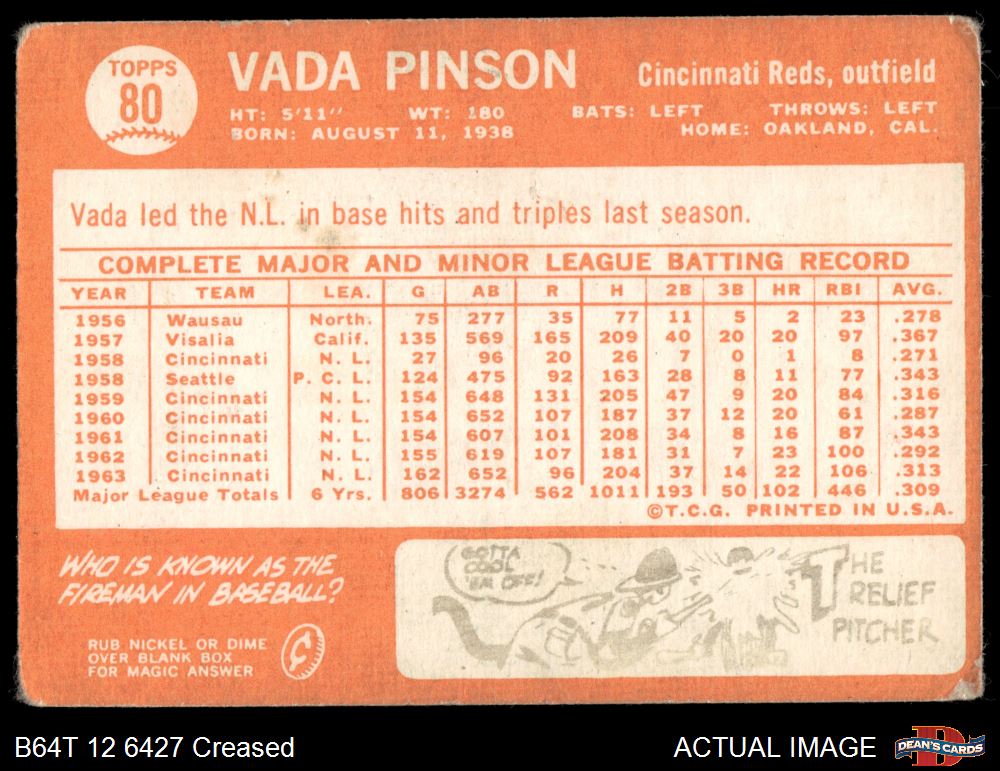 TOPPS
80
VADA PINSON
Cincinnati Reds, outfield
HT: 5'11" WT: 180 BATS: LEFT THROWS: LEFT
BORN: AUGUST 11, 1938 HOME: OAKLAND, CAL.
Vada led the N.L. in base hits and triples last season.
COMPLETE MAJOR AND MINOR LEAGUE BATTING RECORD
YEAR TEAM LEA. G AB R H 2B 3B HR RBI AVG.
1956 Wausau North. 75 277 35 77 11 5 2 23 .278
1957 Visalia Calif. 135 569 165 209 40 20 20 97 .367
1958 Cincinnati N. L. 27 96 20 26 7 0 1 8 .271
1958 Seattle P. C. L. 124 475 92 163 28 8 11 77 .343
1959 Cincinnati N. L. 154 648 131 205 47 9 20 84 .316
1960 Cincinnati N. L. 154 652 107 187 37 12 20 61 .287
1961 Cincinnati N. L. 154 607 101 208 34 8 16 87 .343
1962 Cincinnati N. L. 155 619 107 181 31 7 23 100 .292
1963 Cincinnati N. L. 162 652 96 204 37 14 22 106 .313
Major League Totals 6 Yrs. 806 3274 562 1011 193 50 102 446 .309
©T.C.G. PRINTED IN U.S.A.
WHO IS KNOWN AS THE
FIREMAN IN BASEBALL?
RUB NICKEL OR DIME
OVER BLANK BOX
FOR MAGIC ANSWER
GOTTA
COOL
'EM OFF!
THE
RELIEF
PITCHER
B64T 12 6427 Creased
ACTUAL IMAGE
DEAN'S CARDS